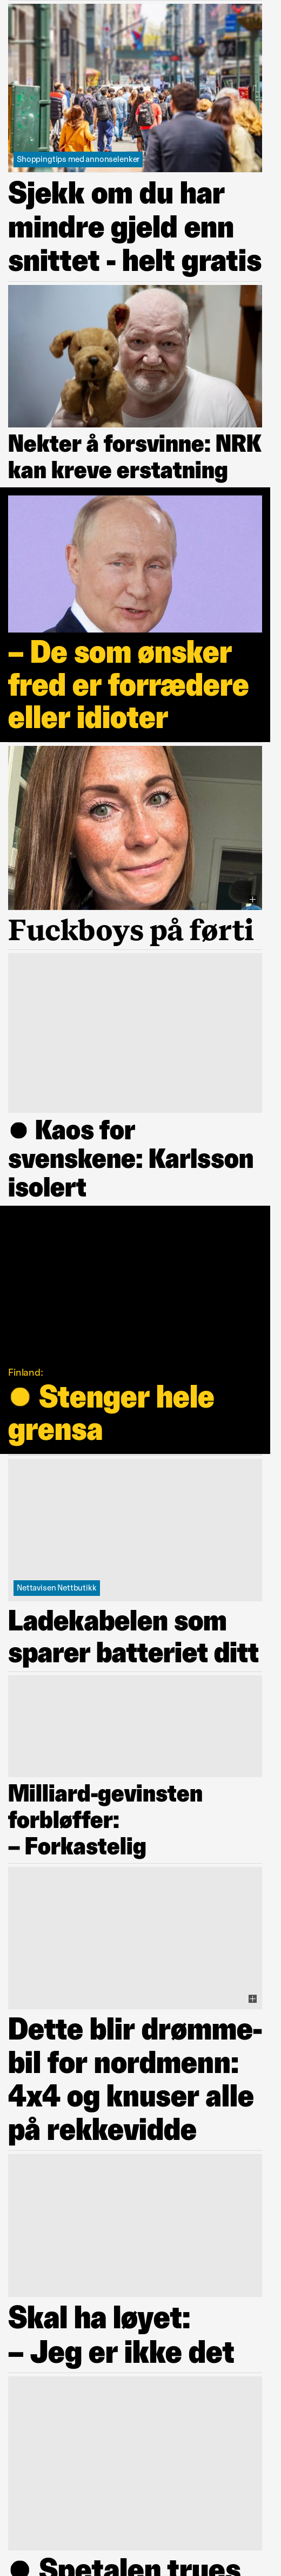 Shoppingtips med annonselenker
Sjekk om du har
mindre gjeld enn
snittet - helt gratis
Nekter å forsvinne: NRK
kan kreve erstatning
– De som ønsker
fred er forrædere
eller idioter
Fuckboys på førti
● Kaos for
svenskene: Karlsson
isolert
Finland:
● Stenger hele
grensa
Nettavisen Nettbutikk
Ladekabelen som
sparer batteriet ditt
Milliard-gevinsten
forbløffer:
– Forkastelig
Dette blir drømme-
bil for nordmenn:
4x4 og knuser alle
på rekkevidde
Skal ha løyet:
– Jeg er ikke det
● Spetalen trues